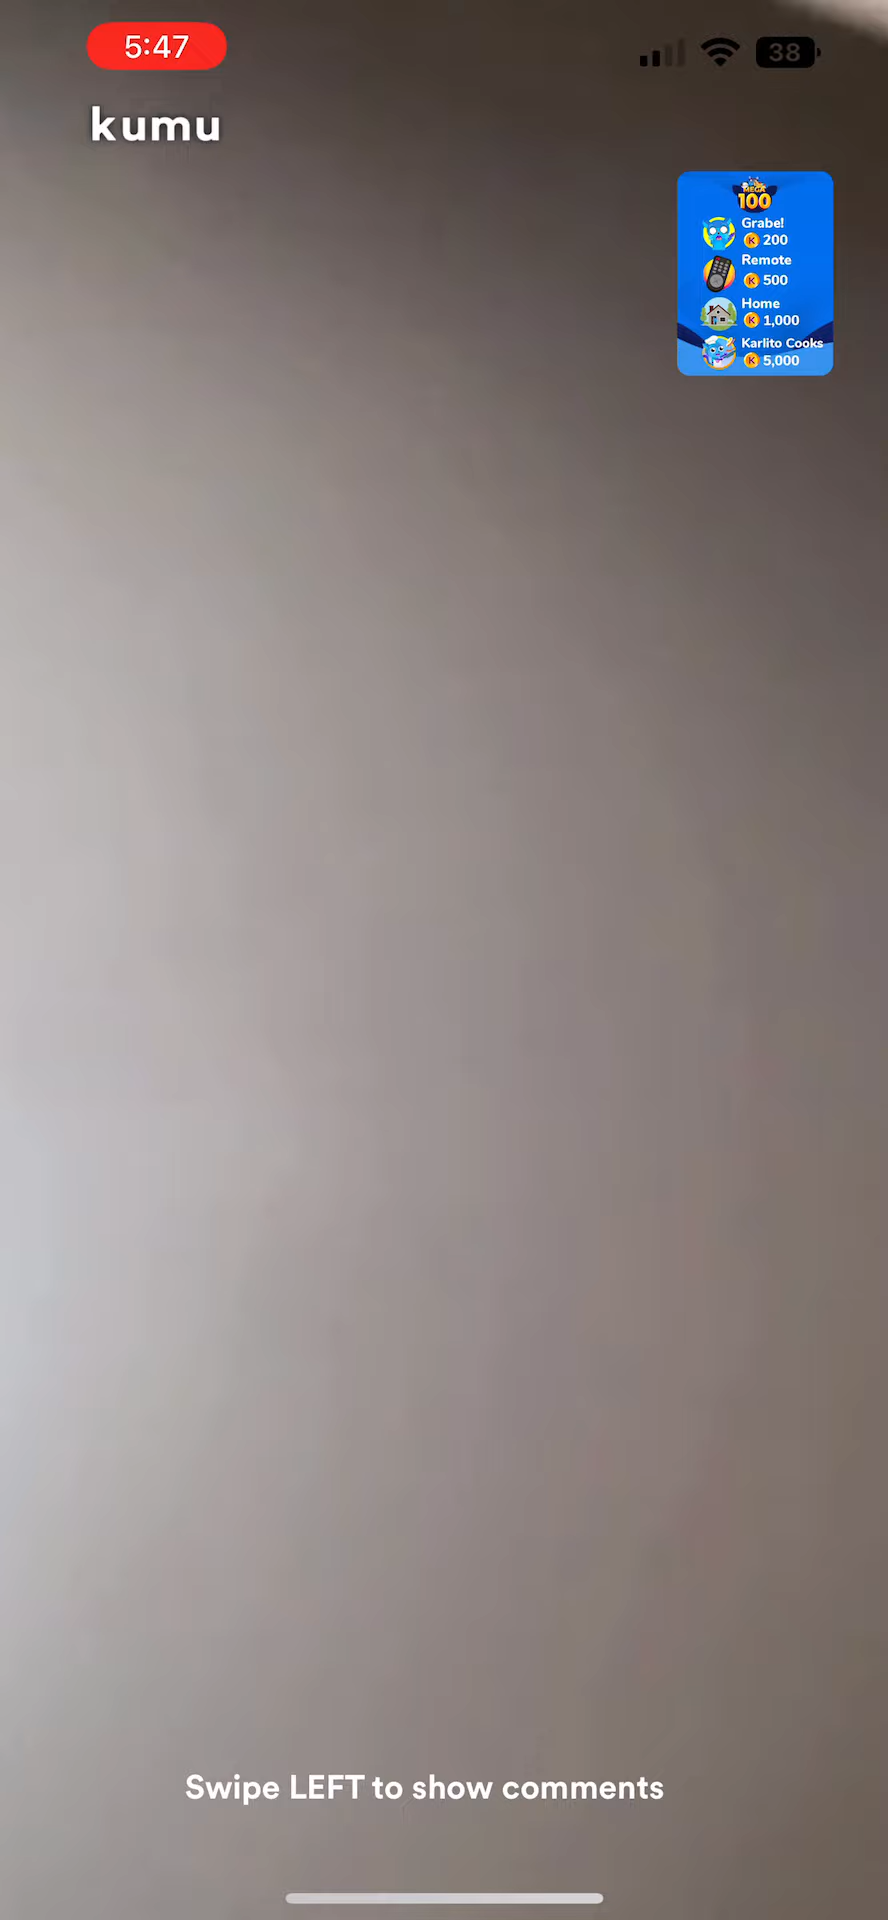 5:47
38
kumu
MEGA
100
Grabe!
K 200
Remote
K 500
Home
K 1,000
Karlito Cooks
K 5,000
Swipe LEFT to show comments